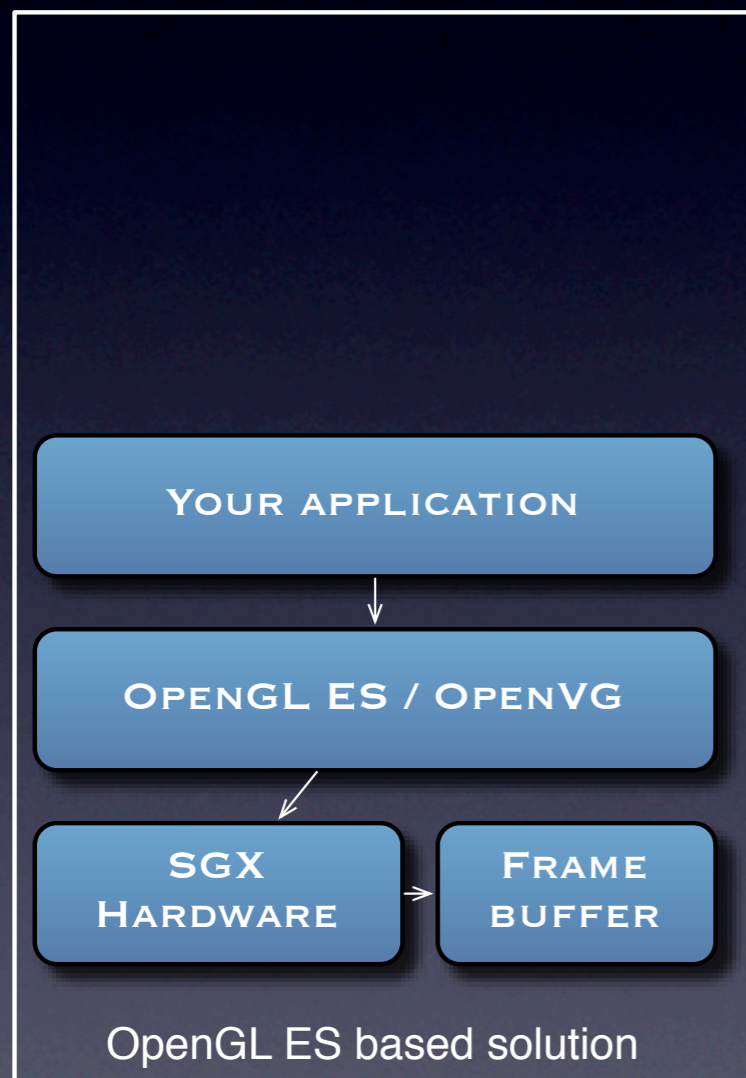 Your application
OpenGL ES / OpenVG
SGX
Hardware
Frame
buffer
OpenGL ES based solution